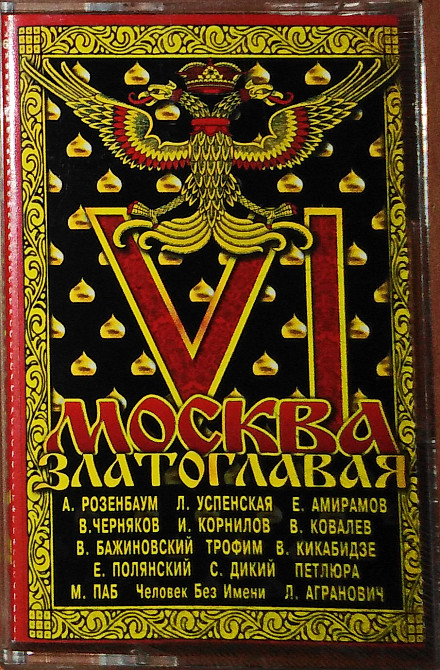 VI
МОСКВА
ЗЛАТОГЛАВАЯ
А. РОЗЕНБАУМ Л. УСПЕНСКАЯ Е. АМИРАМОВ
В.ЧЕРНЯКОВ И. КОРНИЛОВ В. КОВАЛЕВ
В. БАЖИНОВСКИЙ ТРОФИМ В. КИКАБИДЗЕ
Е. ПОЛЯНСКИЙ С. ДИКИЙ ПЕТЛЮРА
М. ПАБ Человек Без Имени Л. АГРАНОВИЧ